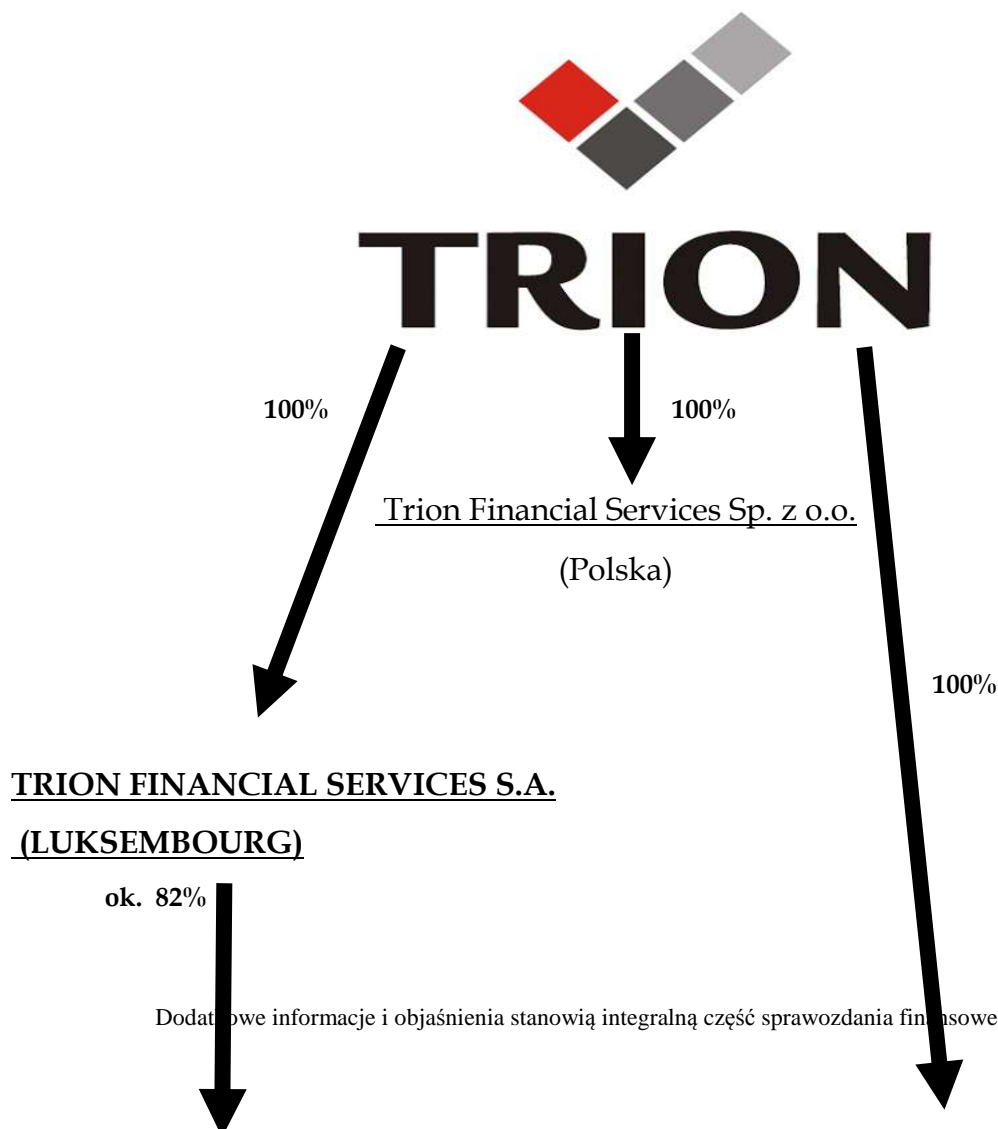 TRION
100%
100%
Trion Financial Services Sp. z o.o.
(Polska)
100%
TRION FINANCIAL SERVICES S.A.
(LUKSEMBOURG)
ok. 82%
Dodatkowe informacje i objaśnienia stanowią integralną część sprawozdania finansowe